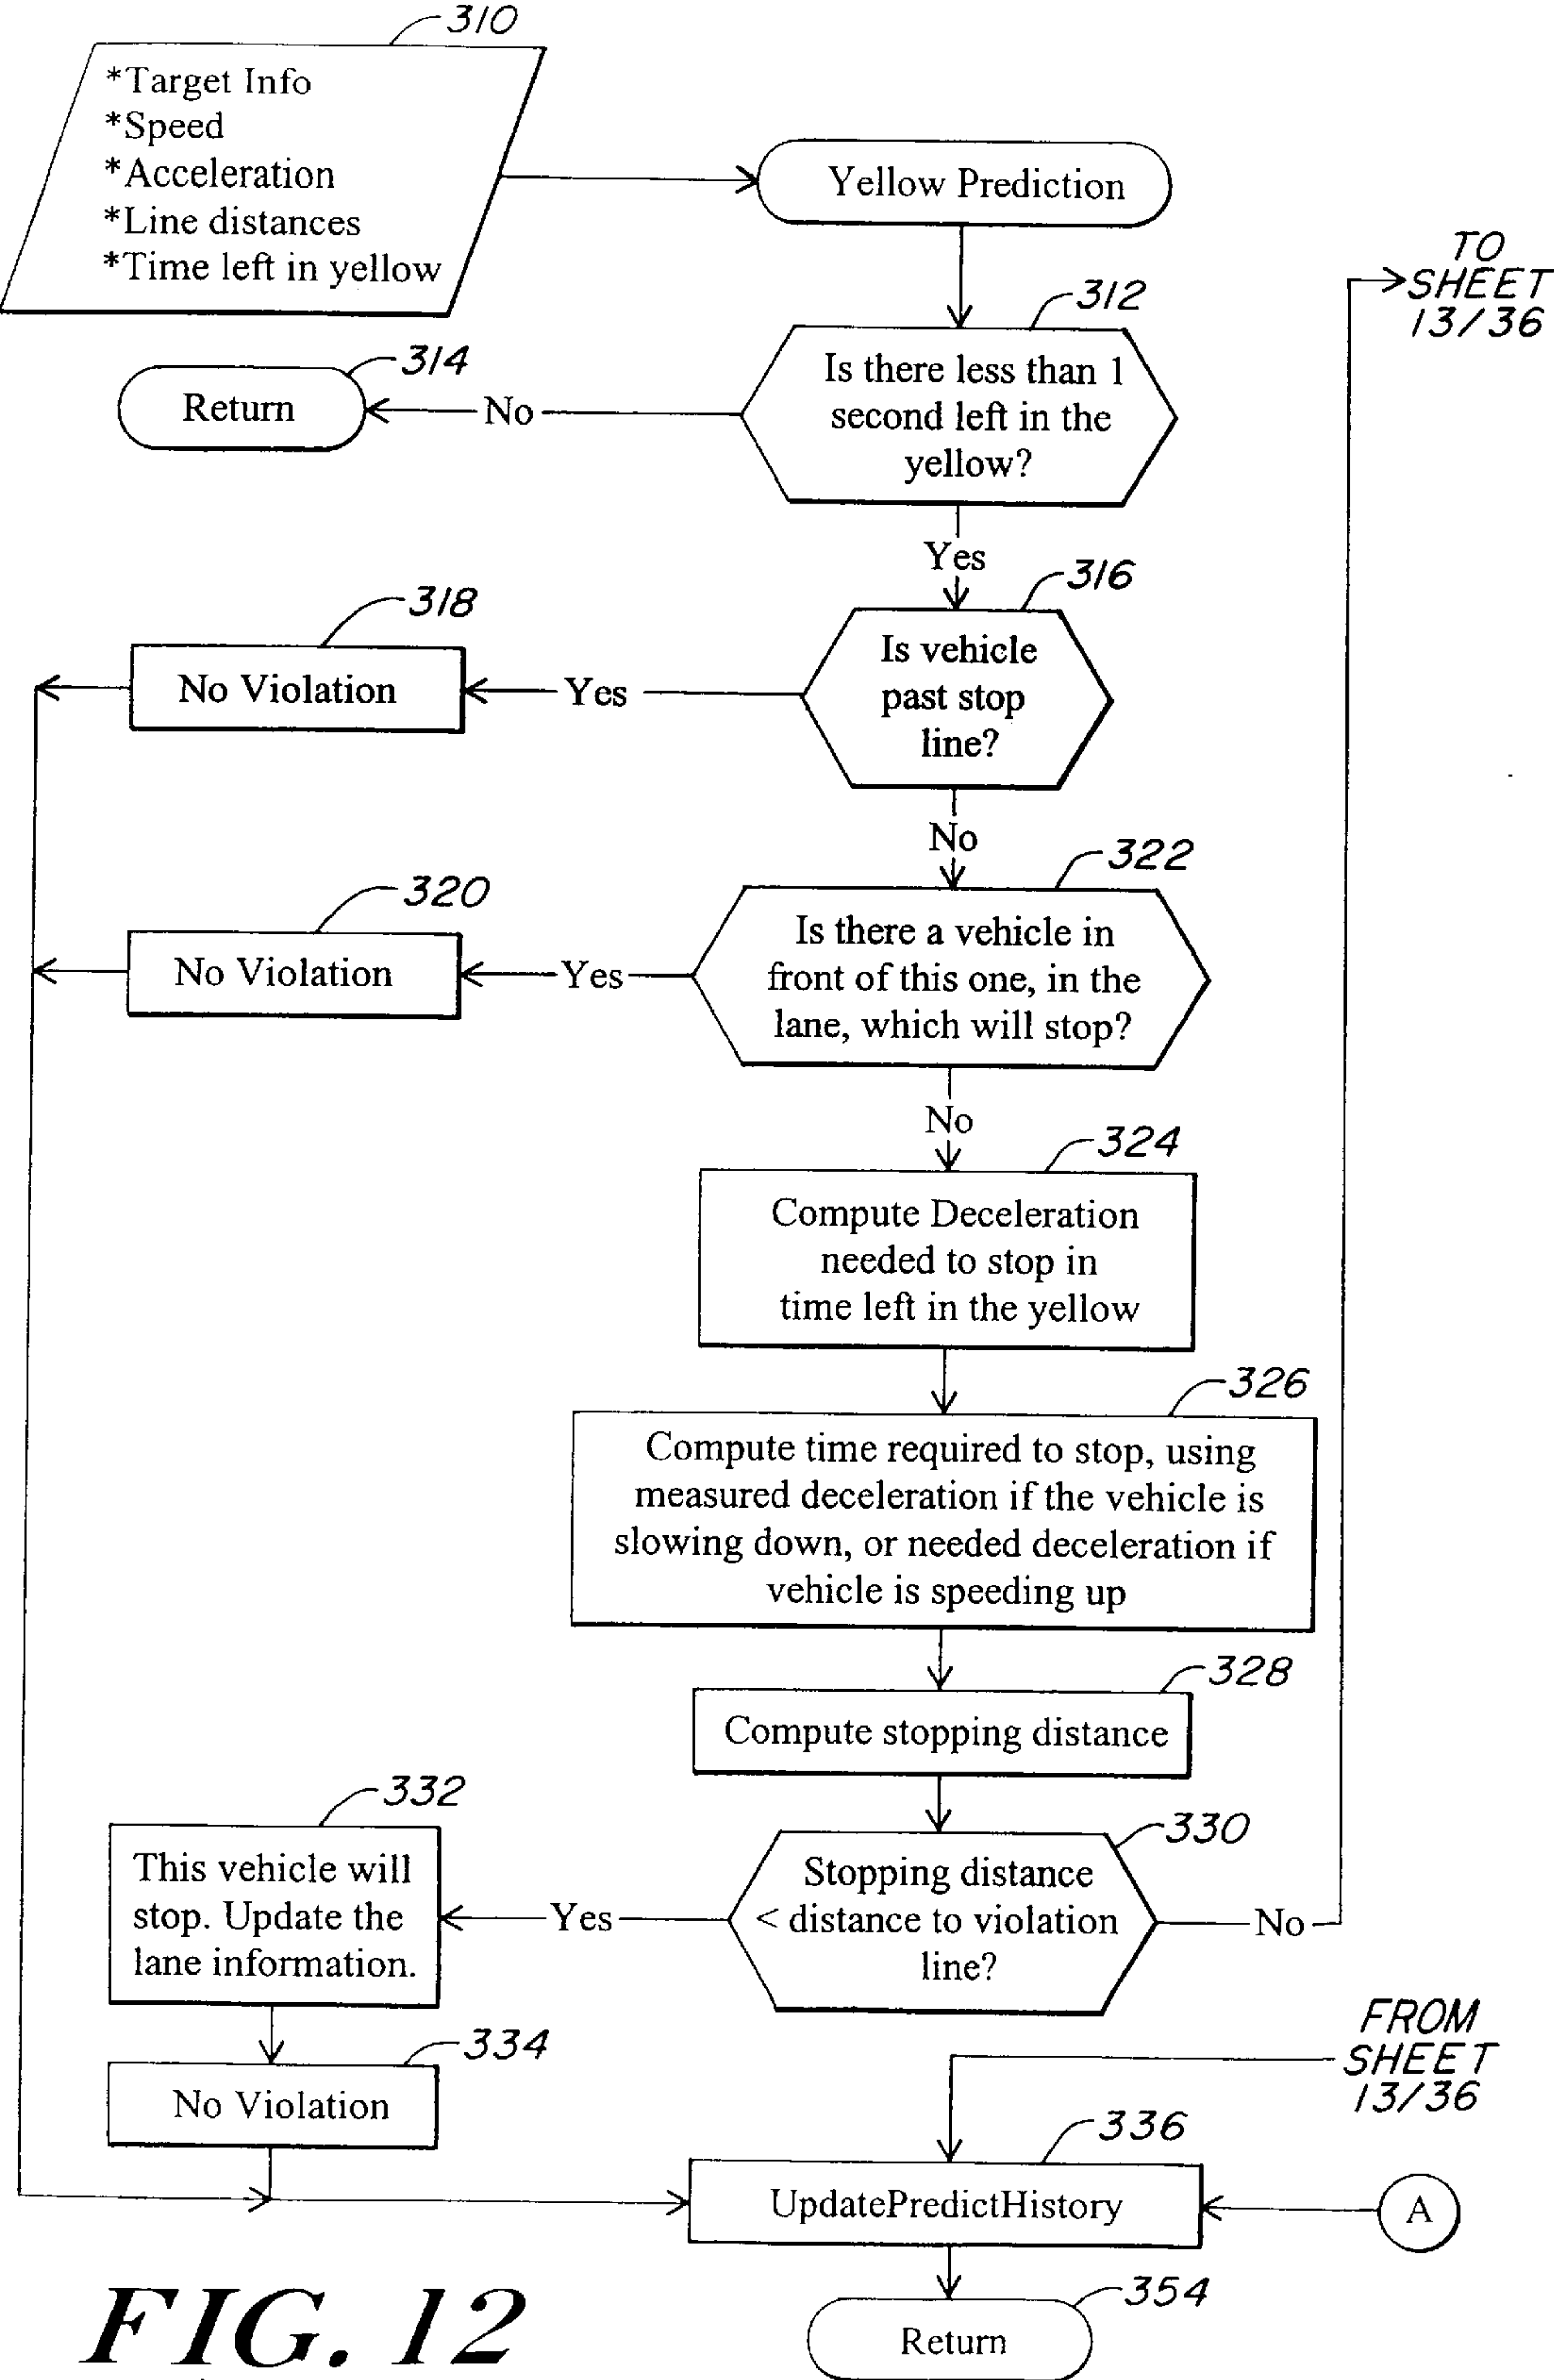 310
*Target Info
*Speed
*Acceleration
*Line distances
*Time left in yellow
Yellow Prediction
TO
SHEET
13/36
312
Is there less than 1
second left in the
yellow?
314
Return
No
Yes
316
Is vehicle
past stop
line?
318
No Violation
Yes
No
322
Is there a vehicle in
front of this one, in the
lane, which will stop?
320
No Violation
Yes
No
324
Compute Deceleration
needed to stop in
time left in the yellow
326
Compute time required to stop, using
measured deceleration if the vehicle is
slowing down, or needed deceleration if
vehicle is speeding up
328
Compute stopping distance
330
Stopping distance
< distance to violation
line?
No
Yes
332
This vehicle will
stop. Update the
lane information.
334
No Violation
FROM
SHEET
13/36
336
UpdatePredictHistory
A
354
Return
FIG. 12